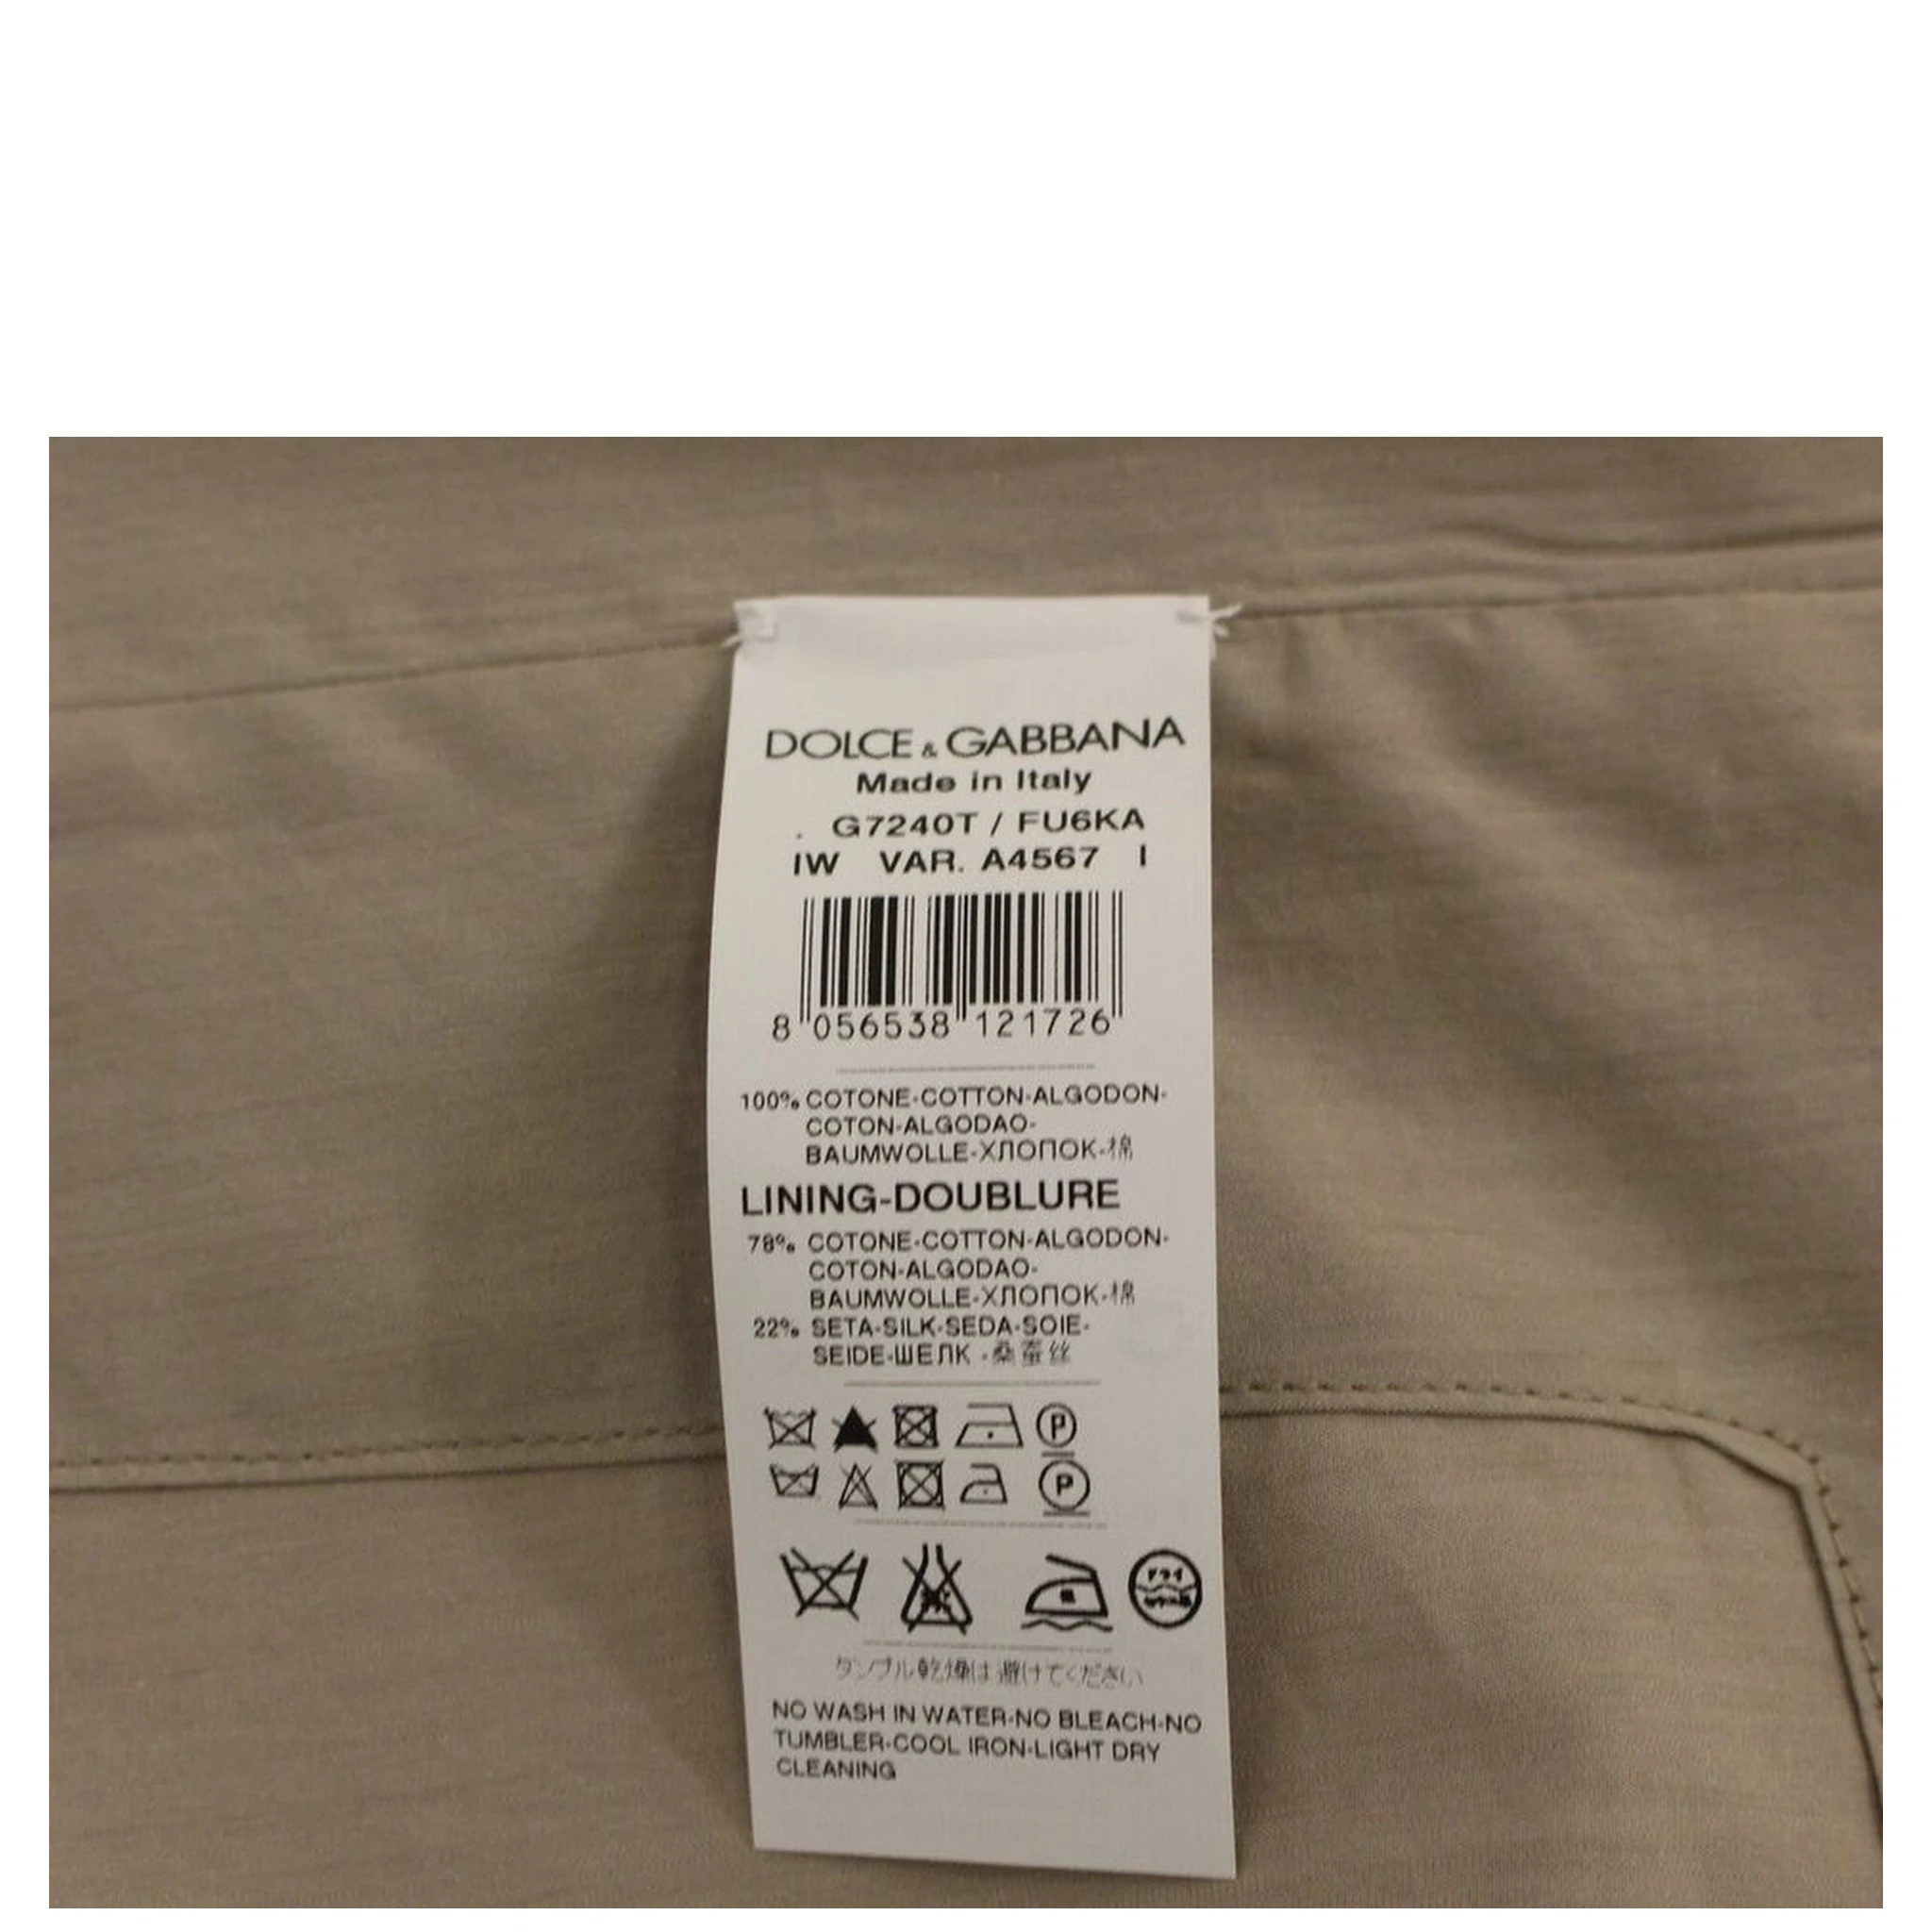 DOLCE & GABBANA
Made in Italy
. G7240T / FU6KA
IW VAR. A4567 I
8 056538 121726
100% COTONE-COTTON-ALGODON-
COTON-ALGODAO-
BAUMWOLLE-ХЛОПОК-棉
LINING-DOUBLURE
78% COTONE-COTTON-ALGODON-
COTON-ALGODAO-
BAUMWOLLE-ХЛОПОК-棉
22% SETA-SILK-SEDA-SOIE-
SEIDE-ШЕЛК -桑蚕丝
P
P
ドライ
タンブル乾燥は避けてください
NO WASH IN WATER-NO BLEACH-NO
TUMBLER-COOL IRON-LIGHT DRY
CLEANING